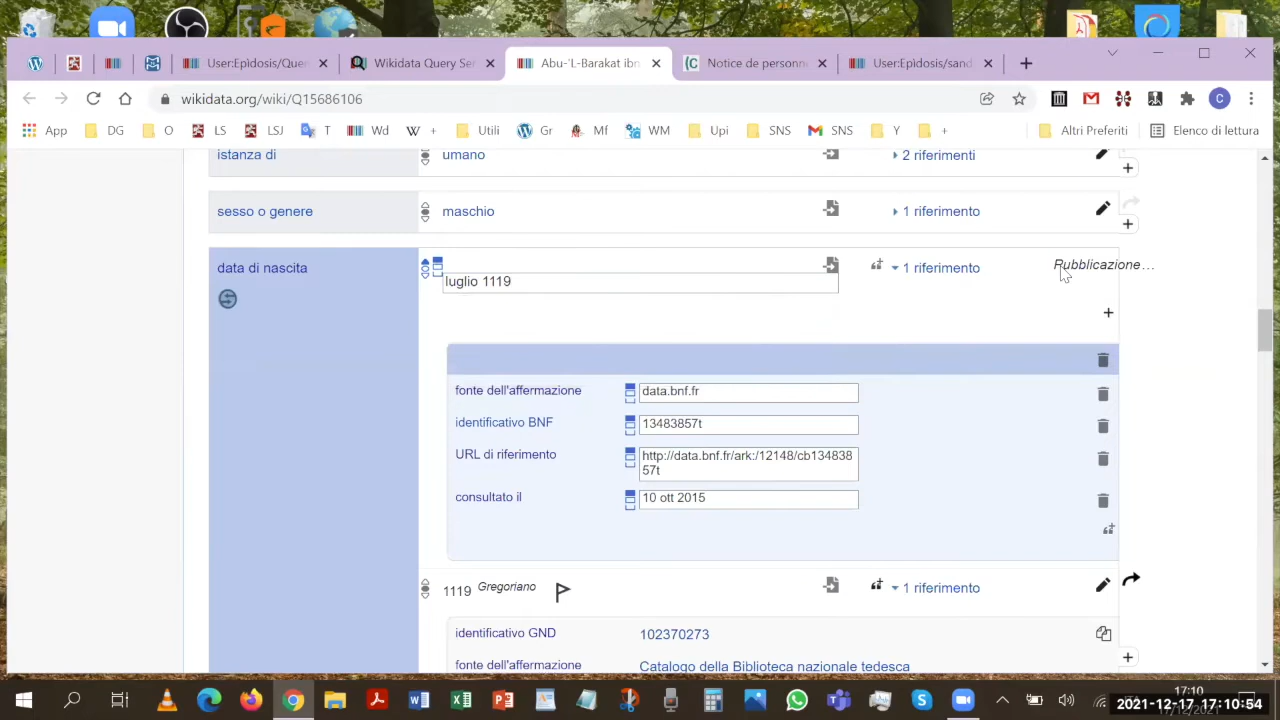 User:Epìdosis/Quer
Wikidata Query Ser
Abu-'L-Barakat ibn
Notice de personne
User:Epìdosis/sand
wikidata.org/wiki/Q15686106
C
App
DG
O
LS
LSJ
T
Wd
+
Utili
Gr
Mf
WM
Upi
SNS
SNS
Y
+
Altri Preferiti
Elenco di lettura
istanza di
umano
2 riferimenti
sesso o genere
maschio
1 riferimento
data di nascita
1 riferimento
Pubblicazione…
luglio 1119
fonte dell'affermazione
data.bnf.fr
identificativo BNF
13483857t
URL di riferimento
http://data.bnf.fr/ark:/12148/cb134838
57t
consultato il
10 ott 2015
1119 Gregoriano
1 riferimento
identificativo GND
102370273
fonte dell'affermazione
Catalogo della Biblioteca nazionale tedesca
17:10
2021-12-17 17:10:54